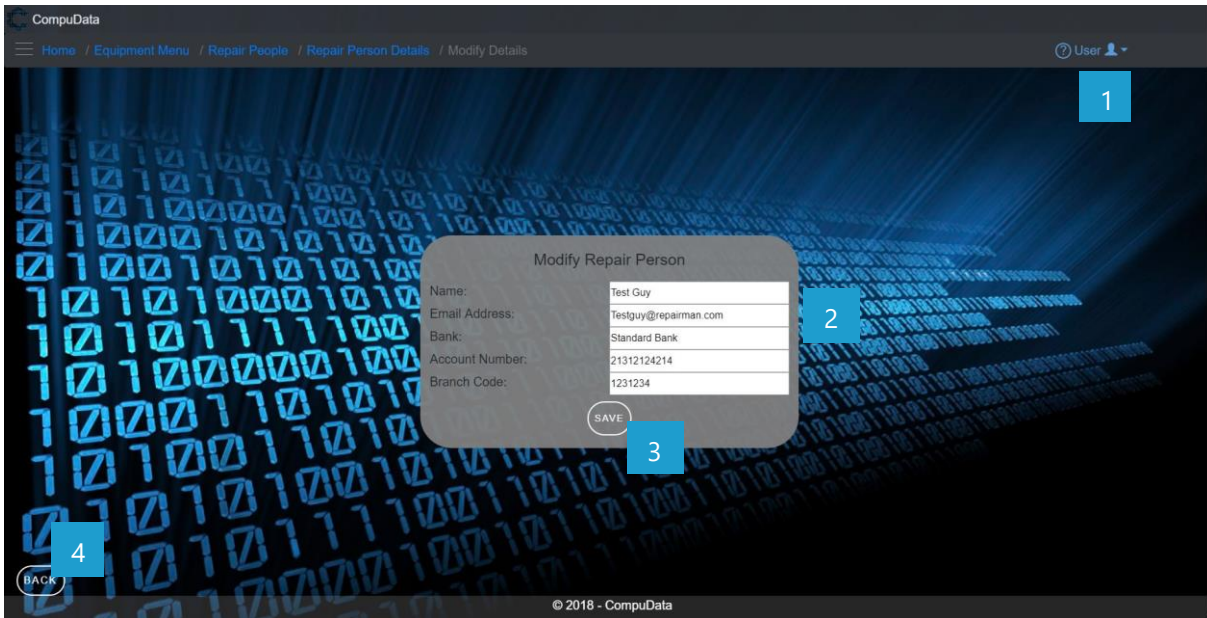 CompuData
Home / Equipment Menu / Repair People / Repair Person Details / Modify Details
? User
1
Modify Repair Person
Name: Test Guy
Email Address: Testguy@repairman.com
2
Bank: Standard Bank
Account Number: 21312124214
Branch Code: 1231234
SAVE
3
4
BACK
© 2018 - CompuData